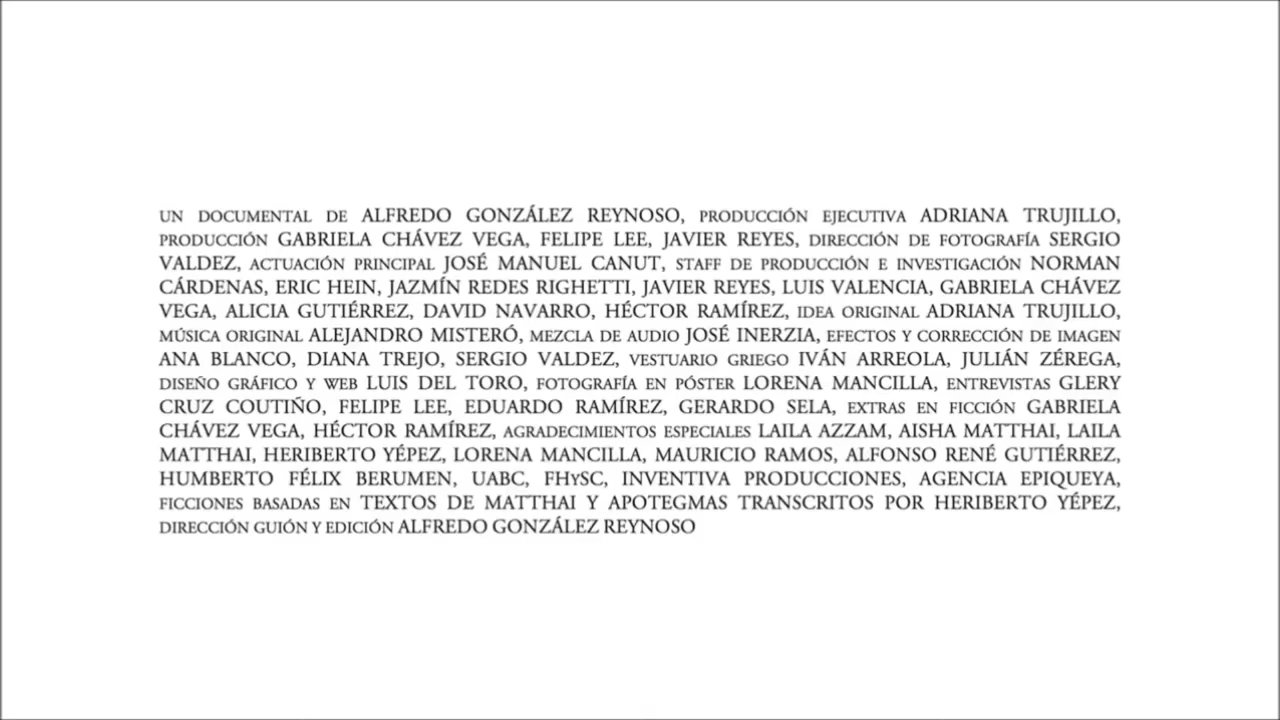 UN DOCUMENTAL DE ALFREDO GONZÁLEZ REYNOSO, PRODUCCIÓN EJECUTIVA ADRIANA TRUJILLO,
PRODUCCIÓN GABRIELA CHÁVEZ VEGA, FELIPE LEE, JAVIER REYES, DIRECCIÓN DE FOTOGRAFÍA SERGIO
VALDEZ, ACTUACIÓN PRINCIPAL JOSÉ MANUEL CANUT, STAFF DE PRODUCCIÓN E INVESTIGACIÓN NORMAN
CÁRDENAS, ERIC HEIN, JAZMÍN REDES RIGHETTI, JAVIER REYES, LUIS VALENCIA, GABRIELA CHÁVEZ
VEGA, ALICIA GUTIÉRREZ, DAVID NAVARRO, HÉCTOR RAMÍREZ, IDEA ORIGINAL ADRIANA TRUJILLO,
MÚSICA ORIGINAL ALEJANDRO MISTERÓ, MEZCLA DE AUDIO JOSÉ INERZIA, EFECTOS Y CORRECCIÓN DE IMAGEN
ANA BLANCO, DIANA TREJO, SERGIO VALDEZ, VESTUARIO GRIEGO IVÁN ARREOLA, JULIÁN ZÉREGA,
DISEÑO GRÁFICO Y WEB LUIS DEL TORO, FOTOGRAFÍA EN PÓSTER LORENA MANCILLA, ENTREVISTAS GLERY
CRUZ COUTIÑO, FELIPE LEE, EDUARDO RAMÍREZ, GERARDO SELA, EXTRAS EN FICCIÓN GABRIELA
CHÁVEZ VEGA, HÉCTOR RAMÍREZ, AGRADECIMIENTOS ESPECIALES LAILA AZZAM, AISHA MATTHAI, LAILA
MATTHAI, HERIBERTO YÉPEZ, LORENA MANCILLA, MAURICIO RAMOS, ALFONSO RENÉ GUTIÉRREZ,
HUMBERTO FÉLIX BERUMEN, UABC, FHySC, INVENTIVA PRODUCCIONES, AGENCIA EPIQUEYA,
FICCIONES BASADAS EN TEXTOS DE MATTHAI Y APOTEGMAS TRANSCRITOS POR HERIBERTO YÉPEZ,
DIRECCIÓN GUIÓN Y EDICIÓN ALFREDO GONZÁLEZ REYNOSO